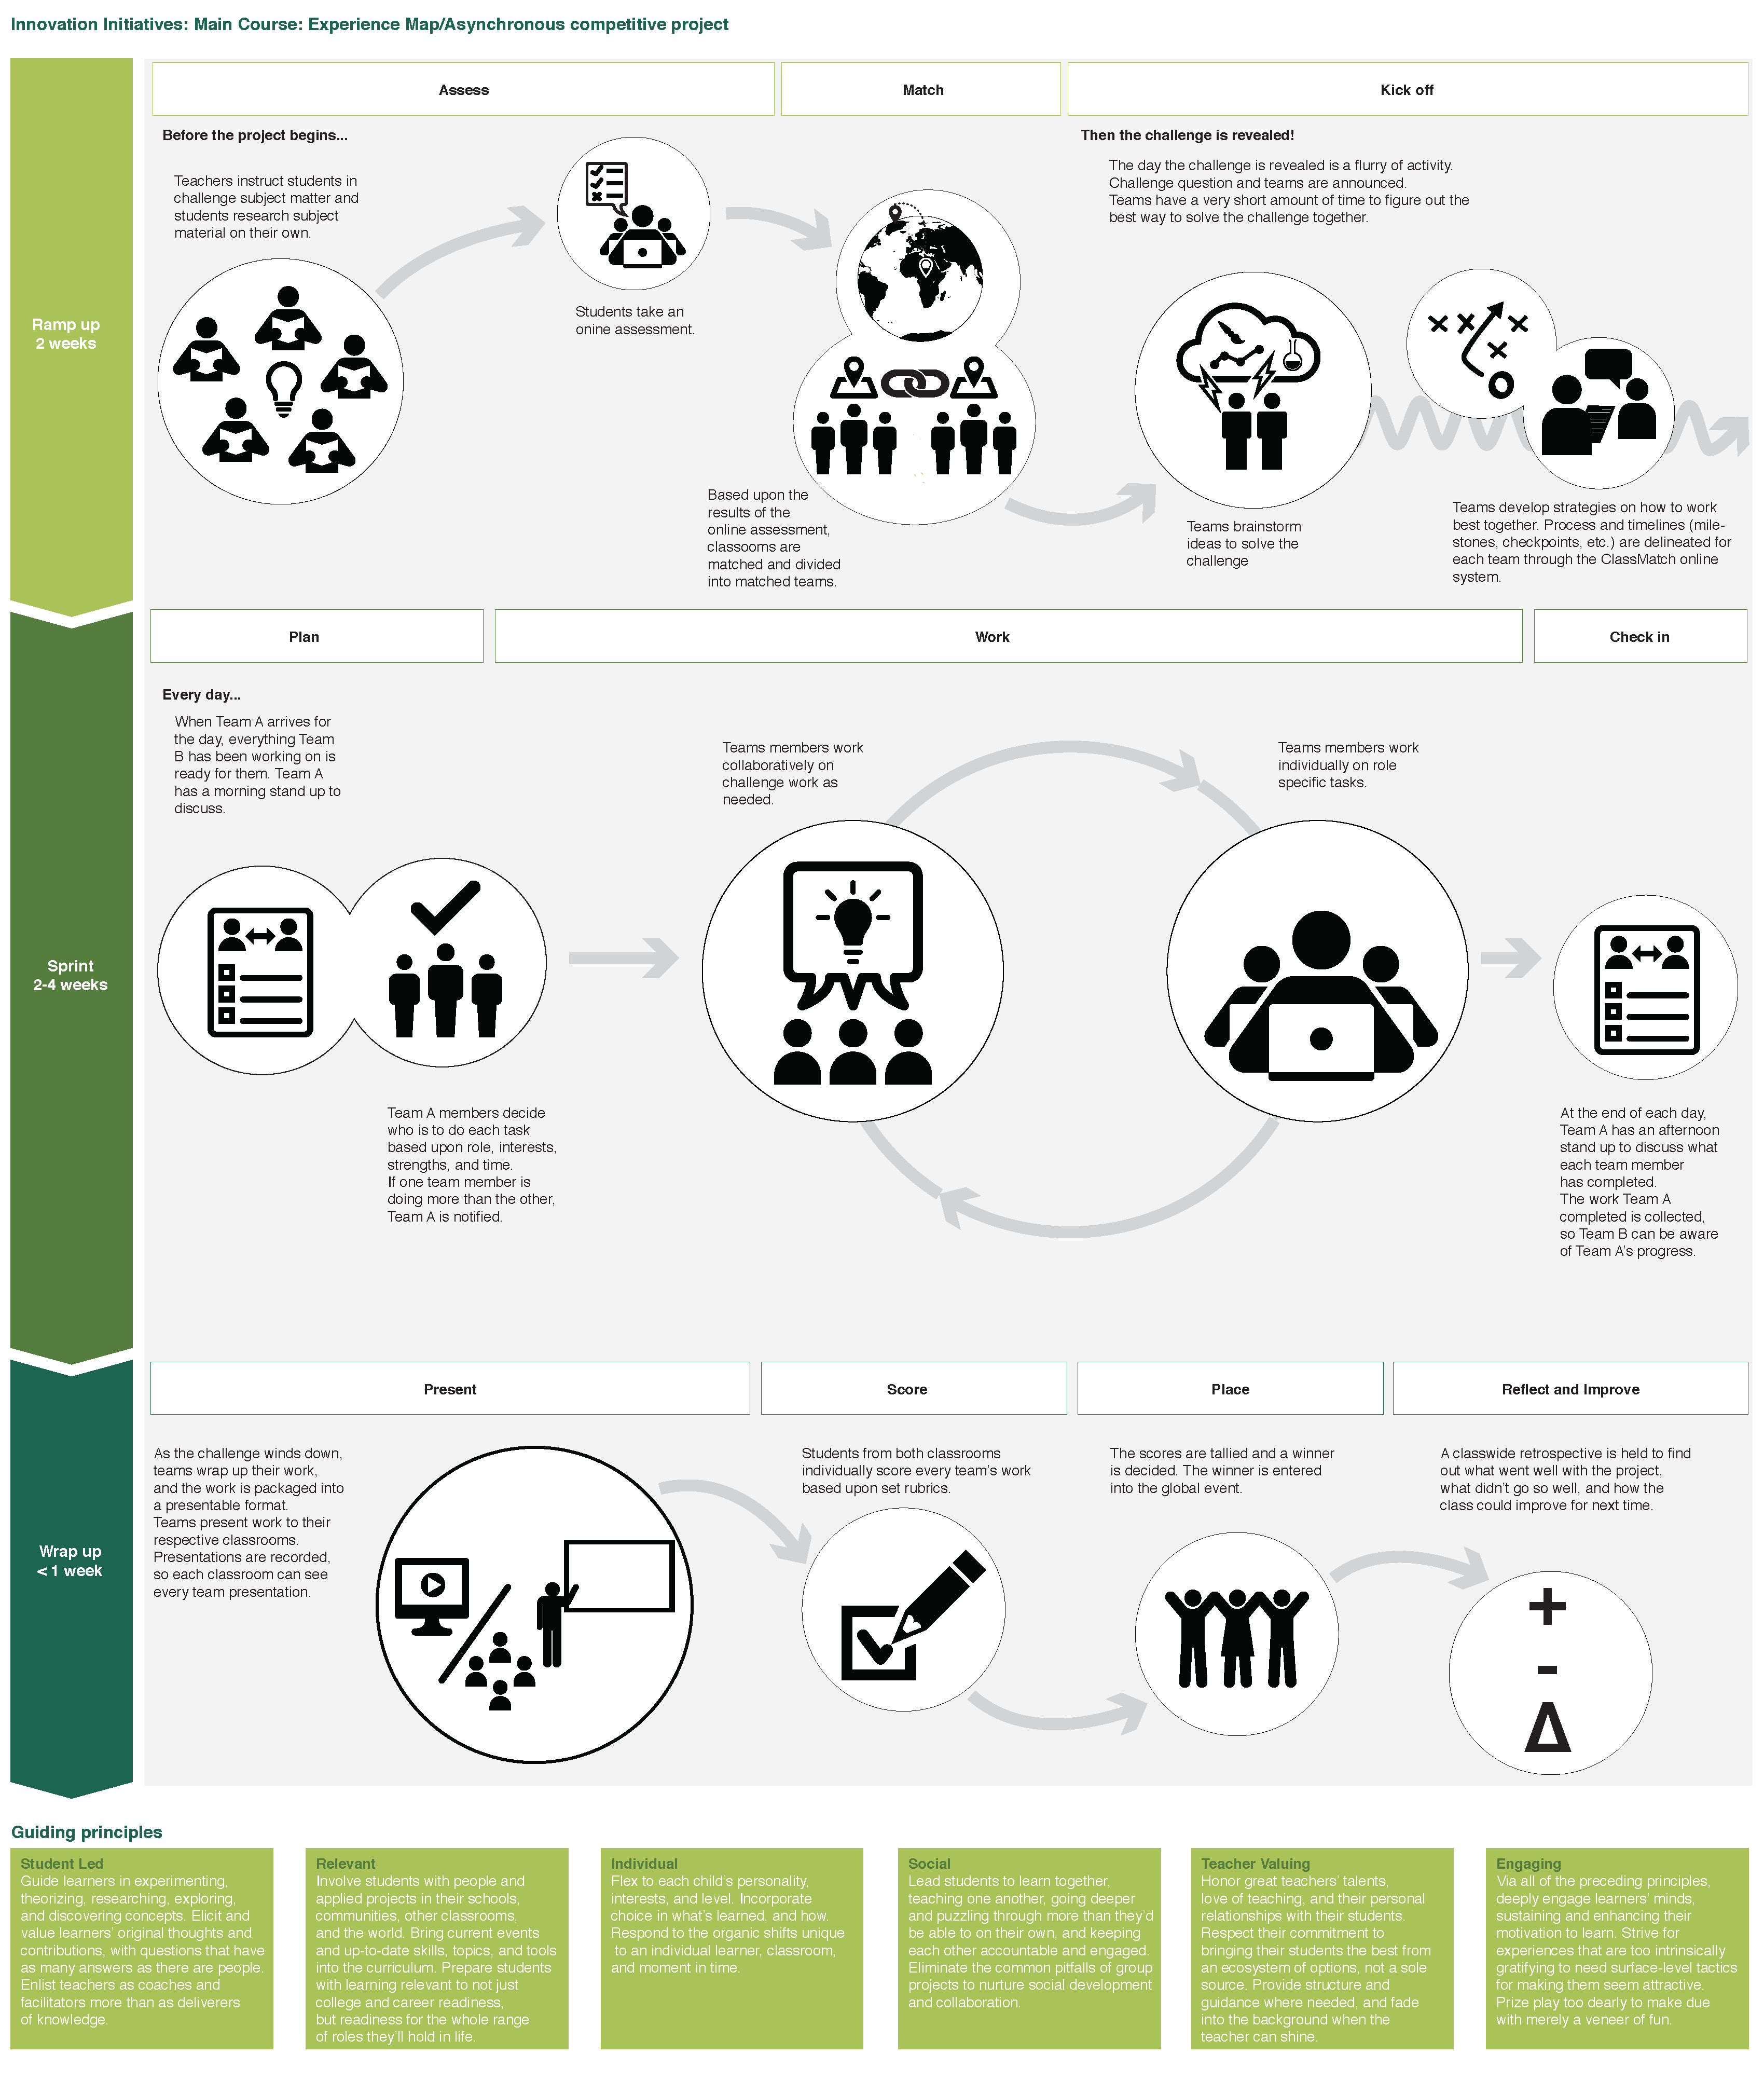 Innovation Initiatives: Main Course: Experience Map/Asynchronous competitive project
Ramp up
2 weeks
Assess
Match
Kick off
Before the project begins...
Teachers instruct students in
challenge subject matter and
students research subject
material on their own.
Students take an
onine assessment.
Based upon the
results of the
online assessment,
classooms are
matched and divided
into matched teams.
Then the challenge is revealed!
The day the challenge is revealed is a flurry of activity.
Challenge question and teams are announced.
Teams have a very short amount of time to figure out the
best way to solve the challenge together.
Teams brainstorm
ideas to solve the
challenge
Teams develop strategies on how to work
best together. Process and timelines (mile-
stones, checkpoints, etc.) are delineated for
each team through the ClassMatch online
system.
Sprint
2-4 weeks
Plan
Work
Check in
Every day...
When Team A arrives for
the day, everything Team
B has been working on is
ready for them. Team A
has a morning stand up to
discuss.
Team A members decide
who is to do each task
based upon role, interests,
strengths, and time.
If one team member is
doing more than the other,
Team A is notified.
Teams members work
collaboratively on
challenge work as
needed.
Teams members work
individually on role
specific tasks.
At the end of each day,
Team A has an afternoon
stand up to discuss what
each team member
has completed.
The work Team A
completed is collected,
so Team B can be aware
of Team A's progress.
Wrap up
< 1 week
Present
Score
Place
Reflect and Improve
As the challenge winds down,
teams wrap up their work,
and the work is packaged into
a presentable format.
Teams present work to their
respective classrooms.
Presentations are recorded,
so each classroom can see
every team presentation.
Students from both classrooms
individually score every team's work
based upon set rubrics.
The scores are tallied and a winner
is decided. The winner is entered
into the global event.
A classwide retrospective is held to find
out what went well with the project,
what didn't go so well, and how the
class could improve for next time.
+
-
Δ
Guiding principles
Student Led
Guide learners in experimenting,
theorizing, researching, exploring,
and discovering concepts. Elicit and
value learners' original thoughts and
contributions, with questions that have
as many answers as there are people.
Enlist teachers as coaches and
facilitators more than as deliverers
of knowledge.
Relevant
Involve students with people and
applied projects in their schools,
communities, other classrooms,
and the world. Bring current events
and up-to-date skills, topics, and tools
into the curriculum. Prepare students
with learning relevant to not just
college and career readiness,
but readiness for the whole range
of roles they'll hold in life.
Individual
Flex to each child's personality,
interests, and level. Incorporate
choice in what's learned, and how.
Respond to the organic shifts unique
to an individual learner, classroom,
and moment in time.
Social
Lead students to learn together,
teaching one another, going deeper
and puzzling through more than they'd
be able to on their own, and keeping
each other accountable and engaged.
Eliminate the common pitfalls of group
projects to nurture social development
and collaboration.
Teacher Valuing
Honor great teachers' talents,
love of teaching, and their personal
relationships with their students.
Respect their commitment to
bringing their students the best from
an ecosystem of options, not a sole
source. Provide structure and
guidance where needed, and fade
into the background when the
teacher can shine.
Engaging
Via all of the preceding principles,
deeply engage learners' minds,
sustaining and enhancing their
motivation to learn. Strive for
experiences that are too intrinsically
gratifying to need surface-level tactics
for making them seem attractive.
Prize play too dearly to make due
with merely a veneer of fun.